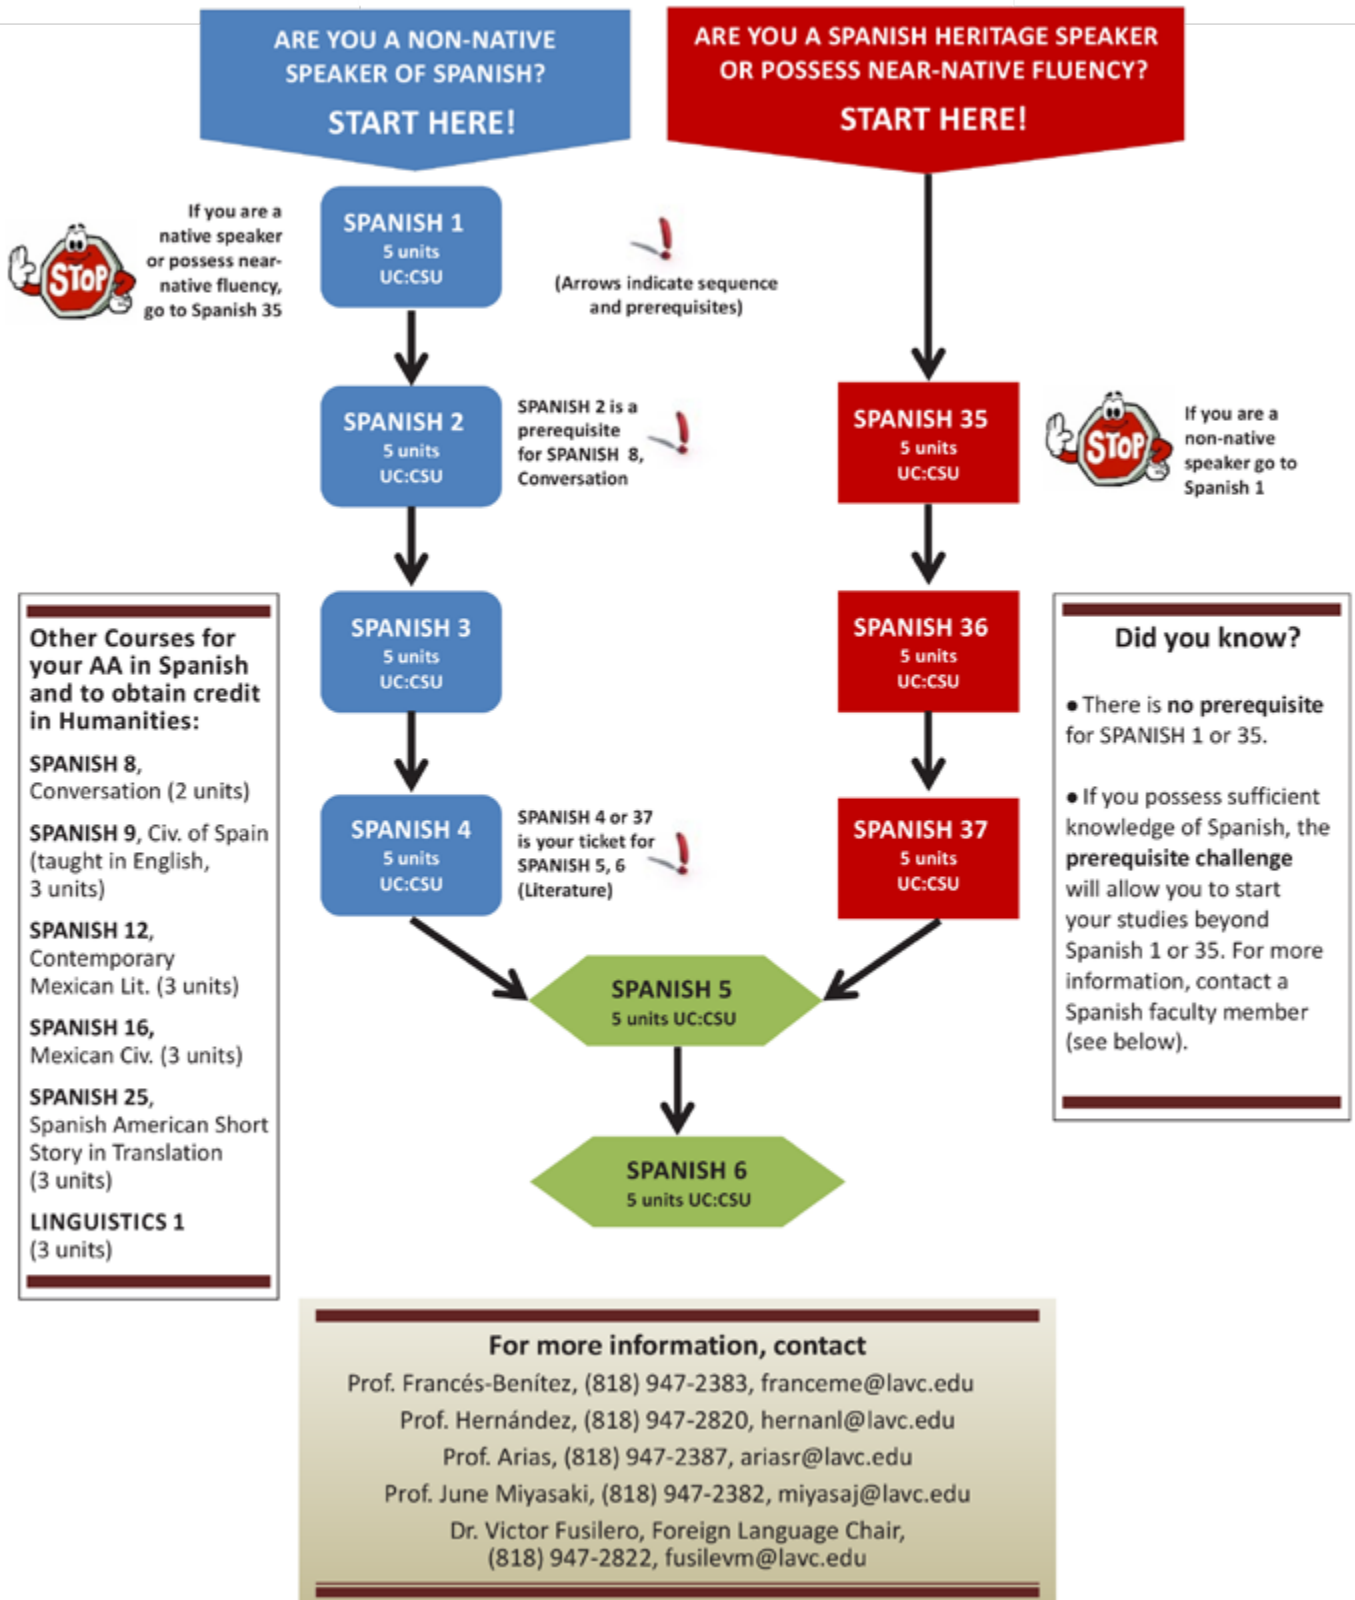 ARE YOU A NON-NATIVE
SPEAKER OF SPANISH?
START HERE!
ARE YOU A SPANISH HERITAGE SPEAKER
OR POSSESS NEAR-NATIVE FLUENCY?
START HERE!
If you are a
native speaker
or possess near-
native fluency,
go to Spanish 35
STOP
SPANISH 1
5 units
UC:CSU
(Arrows indicate sequence
and prerequisites)
SPANISH 2
5 units
UC:CSU
SPANISH 2 is a
prerequisite
for SPANISH 8,
Conversation
SPANISH 35
5 units
UC:CSU
STOP
If you are a
non-native
speaker go to
Spanish 1
SPANISH 3
5 units
UC:CSU
SPANISH 36
5 units
UC:CSU
SPANISH 4
5 units
UC:CSU
SPANISH 4 or 37
is your ticket for
SPANISH 5, 6
(Literature)
SPANISH 37
5 units
UC:CSU
SPANISH 5
5 units UC:CSU
SPANISH 6
5 units UC:CSU
Other Courses for
your AA in Spanish
and to obtain credit
in Humanities:
SPANISH 8,
Conversation (2 units)
SPANISH 9, Civ. of Spain
(taught in English,
3 units)
SPANISH 12,
Contemporary
Mexican Lit. (3 units)
SPANISH 16,
Mexican Civ. (3 units)
SPANISH 25,
Spanish American Short
Story in Translation
(3 units)
LINGUISTICS 1
(3 units)
Did you know?
● There is no prerequisite
for SPANISH 1 or 35.
● If you possess sufficient
knowledge of Spanish, the
prerequisite challenge
will allow you to start
your studies beyond
Spanish 1 or 35. For more
information, contact a
Spanish faculty member
(see below).
For more information, contact
Prof. Francés-Benítez, (818) 947-2383, franceme@lavc.edu
Prof. Hernández, (818) 947-2820, hernanl@lavc.edu
Prof. Arias, (818) 947-2387, ariasr@lavc.edu
Prof. June Miyasaki, (818) 947-2382, miyasaj@lavc.edu
Dr. Victor Fusilero, Foreign Language Chair,
(818) 947-2822, fusilevm@lavc.edu